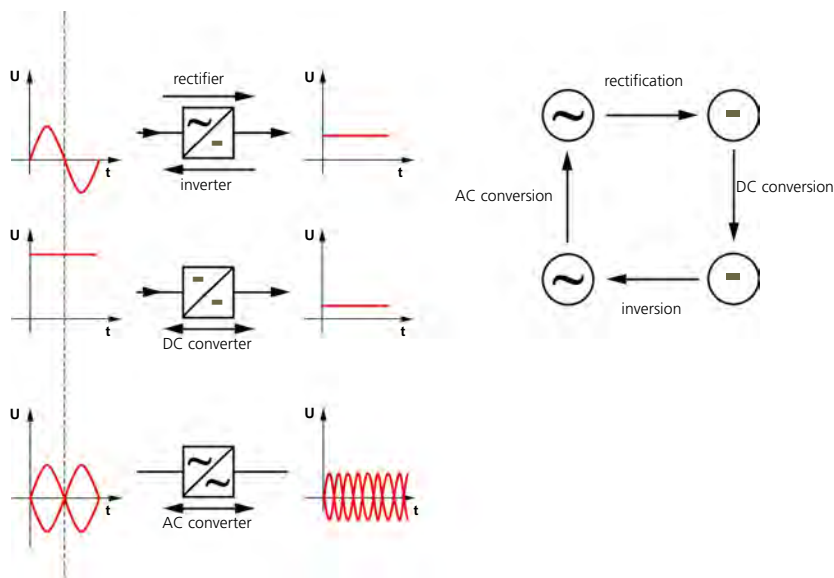 U
rectifier
U
rectification
t
t
inverter
AC conversion
DC conversion
U
U
inversion
t
t
DC converter
U
U
t
t
AC converter